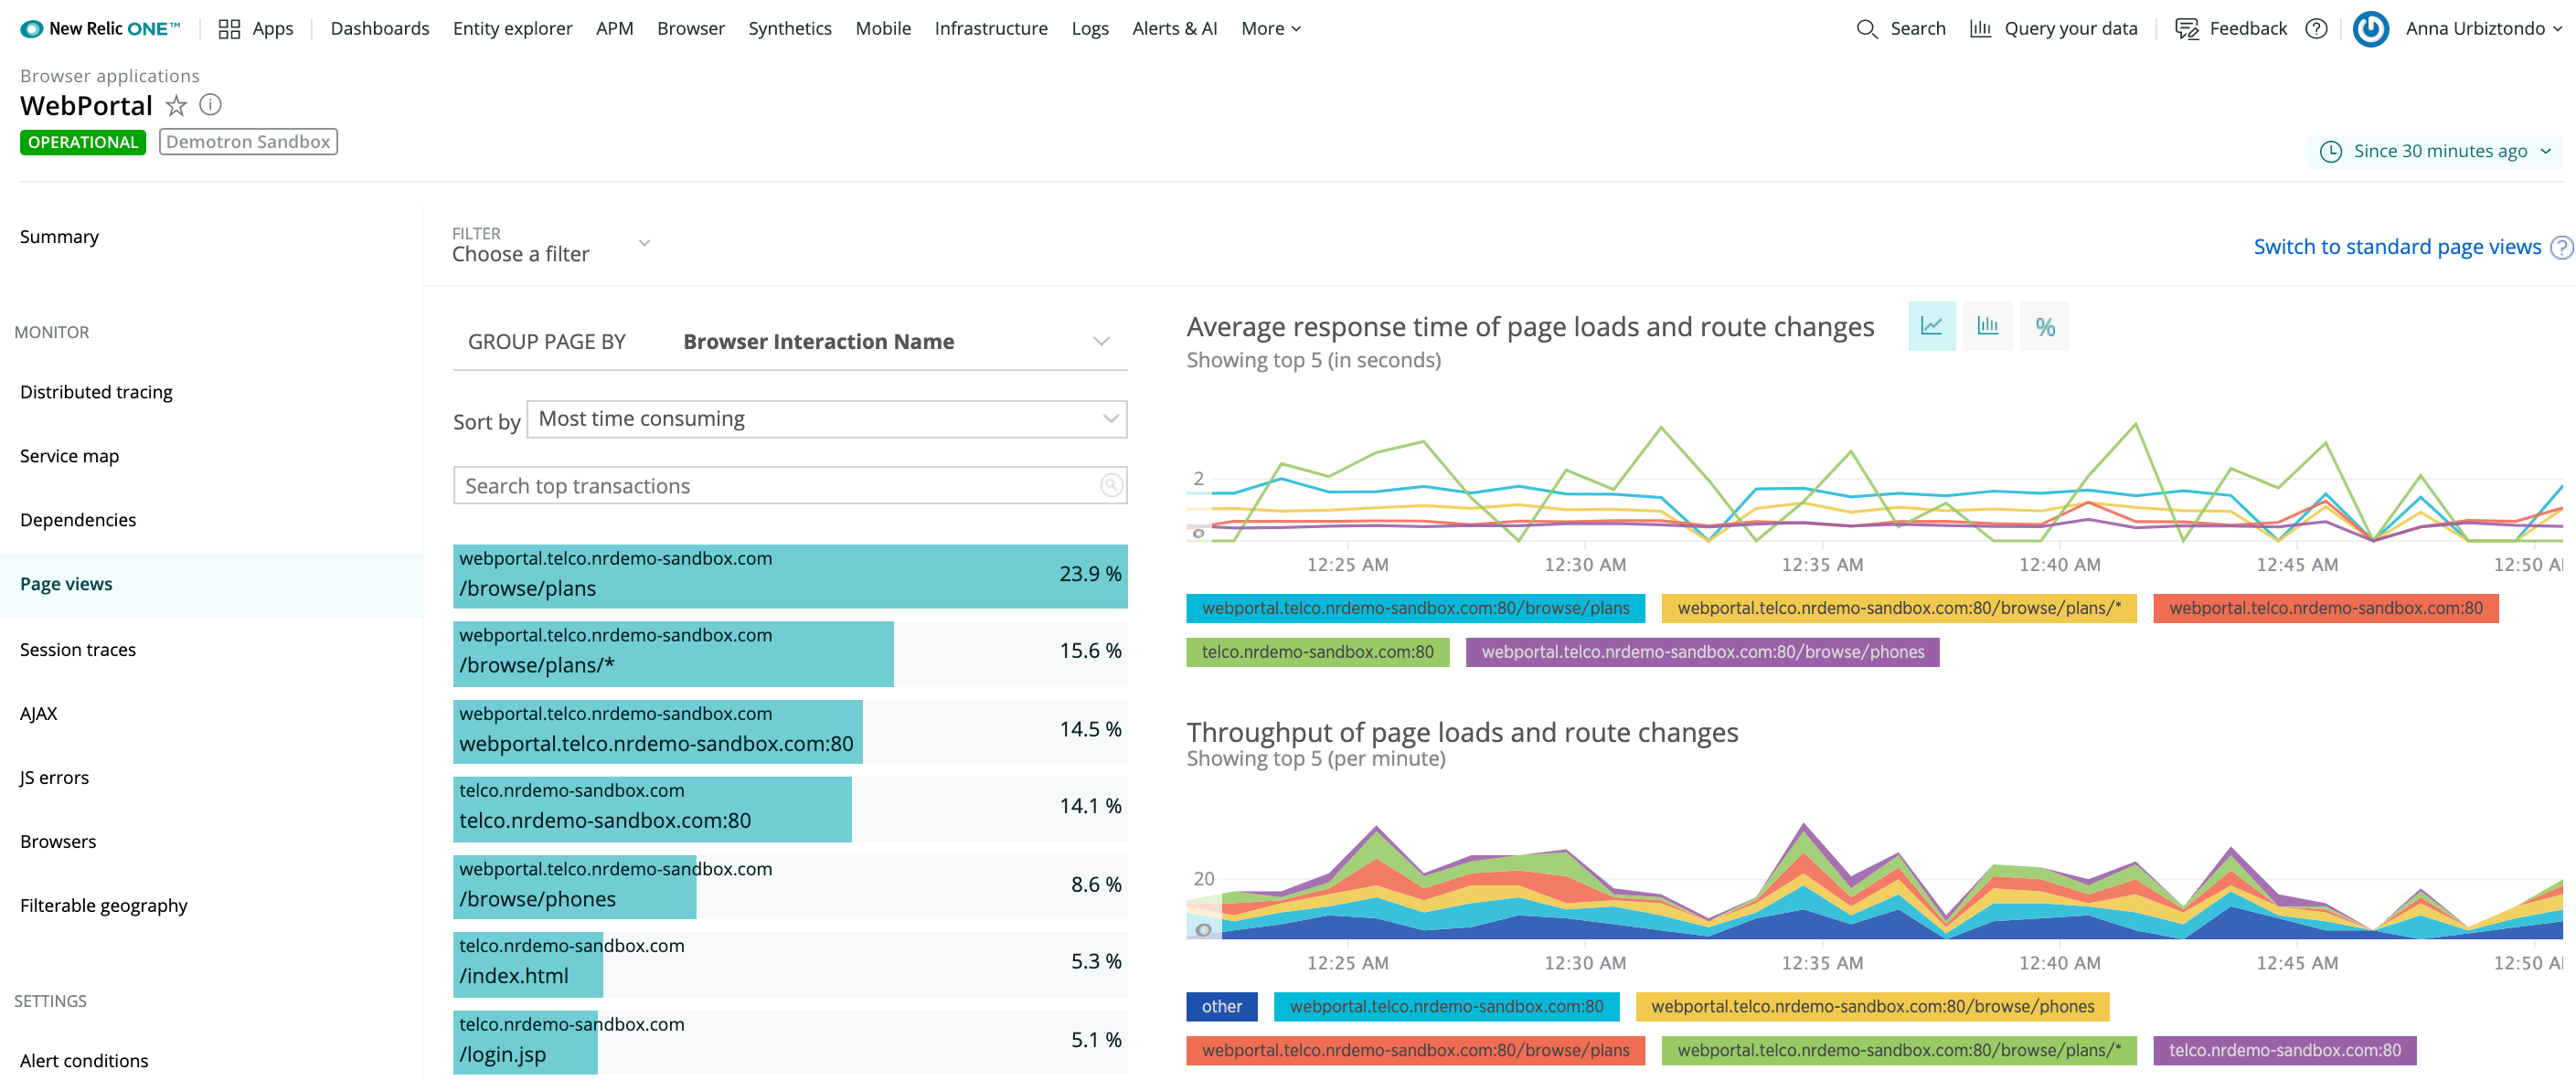 New Relic ONE™ Apps Dashboards Entity explorer APM Browser Synthetics Mobile Infrastructure Logs Alerts & AI More Search Query your data Feedback ? Anna Urbiztondo
Browser applications
WebPortal
OPERATIONAL Demotron Sandbox
Since 30 minutes ago
Summary
MONITOR
Distributed tracing
Service map
Dependencies
Page views
Session traces
AJAX
JS errors
Browsers
Filterable geography
SETTINGS
Alert conditions
FILTER
Choose a filter
Switch to standard page views ?
GROUP PAGE BY Browser Interaction Name
Sort by Most time consuming
Search top transactions
webportal.telco.nrdemo-sandbox.com
/browse/plans 23.9 %
webportal.telco.nrdemo-sandbox.com
/browse/plans/* 15.6 %
webportal.telco.nrdemo-sandbox.com
webportal.telco.nrdemo-sandbox.com:80 14.5 %
telco.nrdemo-sandbox.com
telco.nrdemo-sandbox.com:80 14.1 %
webportal.telco.nrdemo-sandbox.com
/browse/phones 8.6 %
telco.nrdemo-sandbox.com
/index.html 5.3 %
telco.nrdemo-sandbox.com
/login.jsp 5.1 %
Average response time of page loads and route changes %
Showing top 5 (in seconds)
2
12:25 AM 12:30 AM 12:35 AM 12:40 AM 12:45 AM 12:50 A
webportal.telco.nrdemo-sandbox.com:80/browse/plans webportal.telco.nrdemo-sandbox.com:80/browse/plans/* webportal.telco.nrdemo-sandbox.com:80
telco.nrdemo-sandbox.com:80 webportal.telco.nrdemo-sandbox.com:80/browse/phones
Throughput of page loads and route changes
Showing top 5 (per minute)
20
12:25 AM 12:30 AM 12:35 AM 12:40 AM 12:45 AM 12:50 A
other webportal.telco.nrdemo-sandbox.com:80 webportal.telco.nrdemo-sandbox.com:80/browse/phones
webportal.telco.nrdemo-sandbox.com:80/browse/plans webportal.telco.nrdemo-sandbox.com:80/browse/plans/* telco.nrdemo-sandbox.com:80